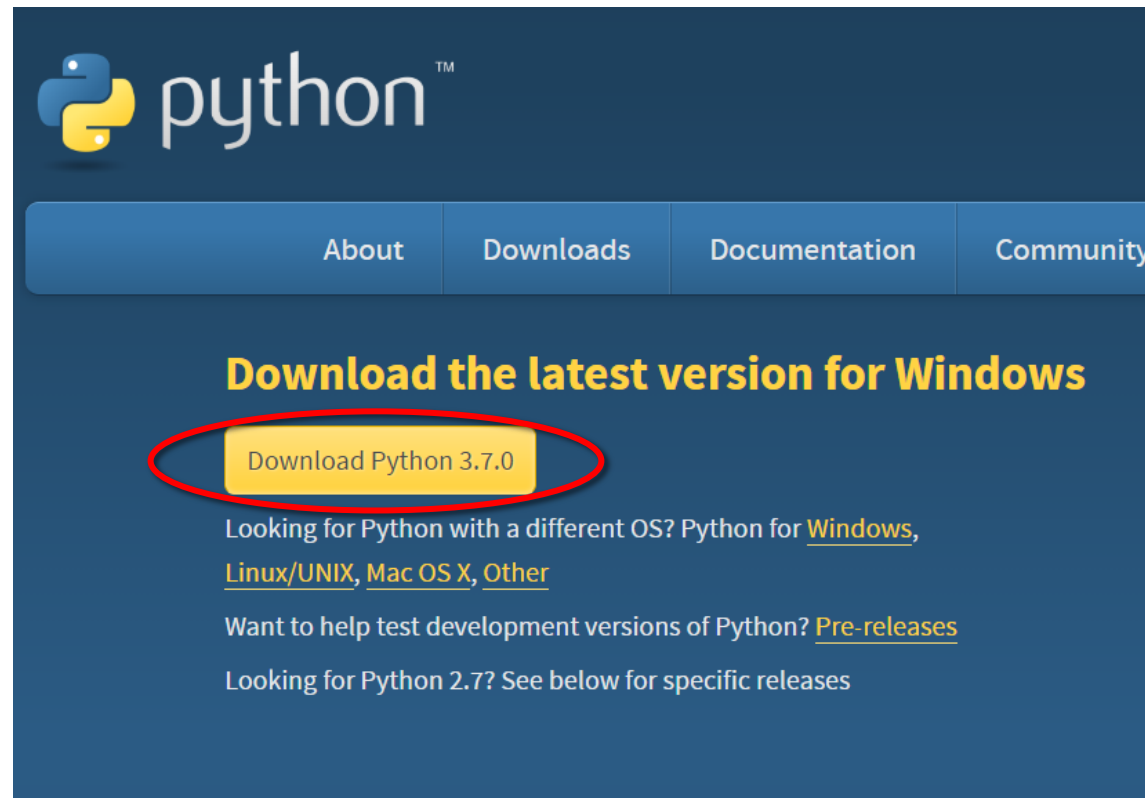 python™
About Downloads Documentation Community
Download the latest version for Windows
Download Python 3.7.0
Looking for Python with a different OS? Python for Windows,
Linux/UNIX, Mac OS X, Other
Want to help test development versions of Python? Pre-releases
Looking for Python 2.7? See below for specific releases